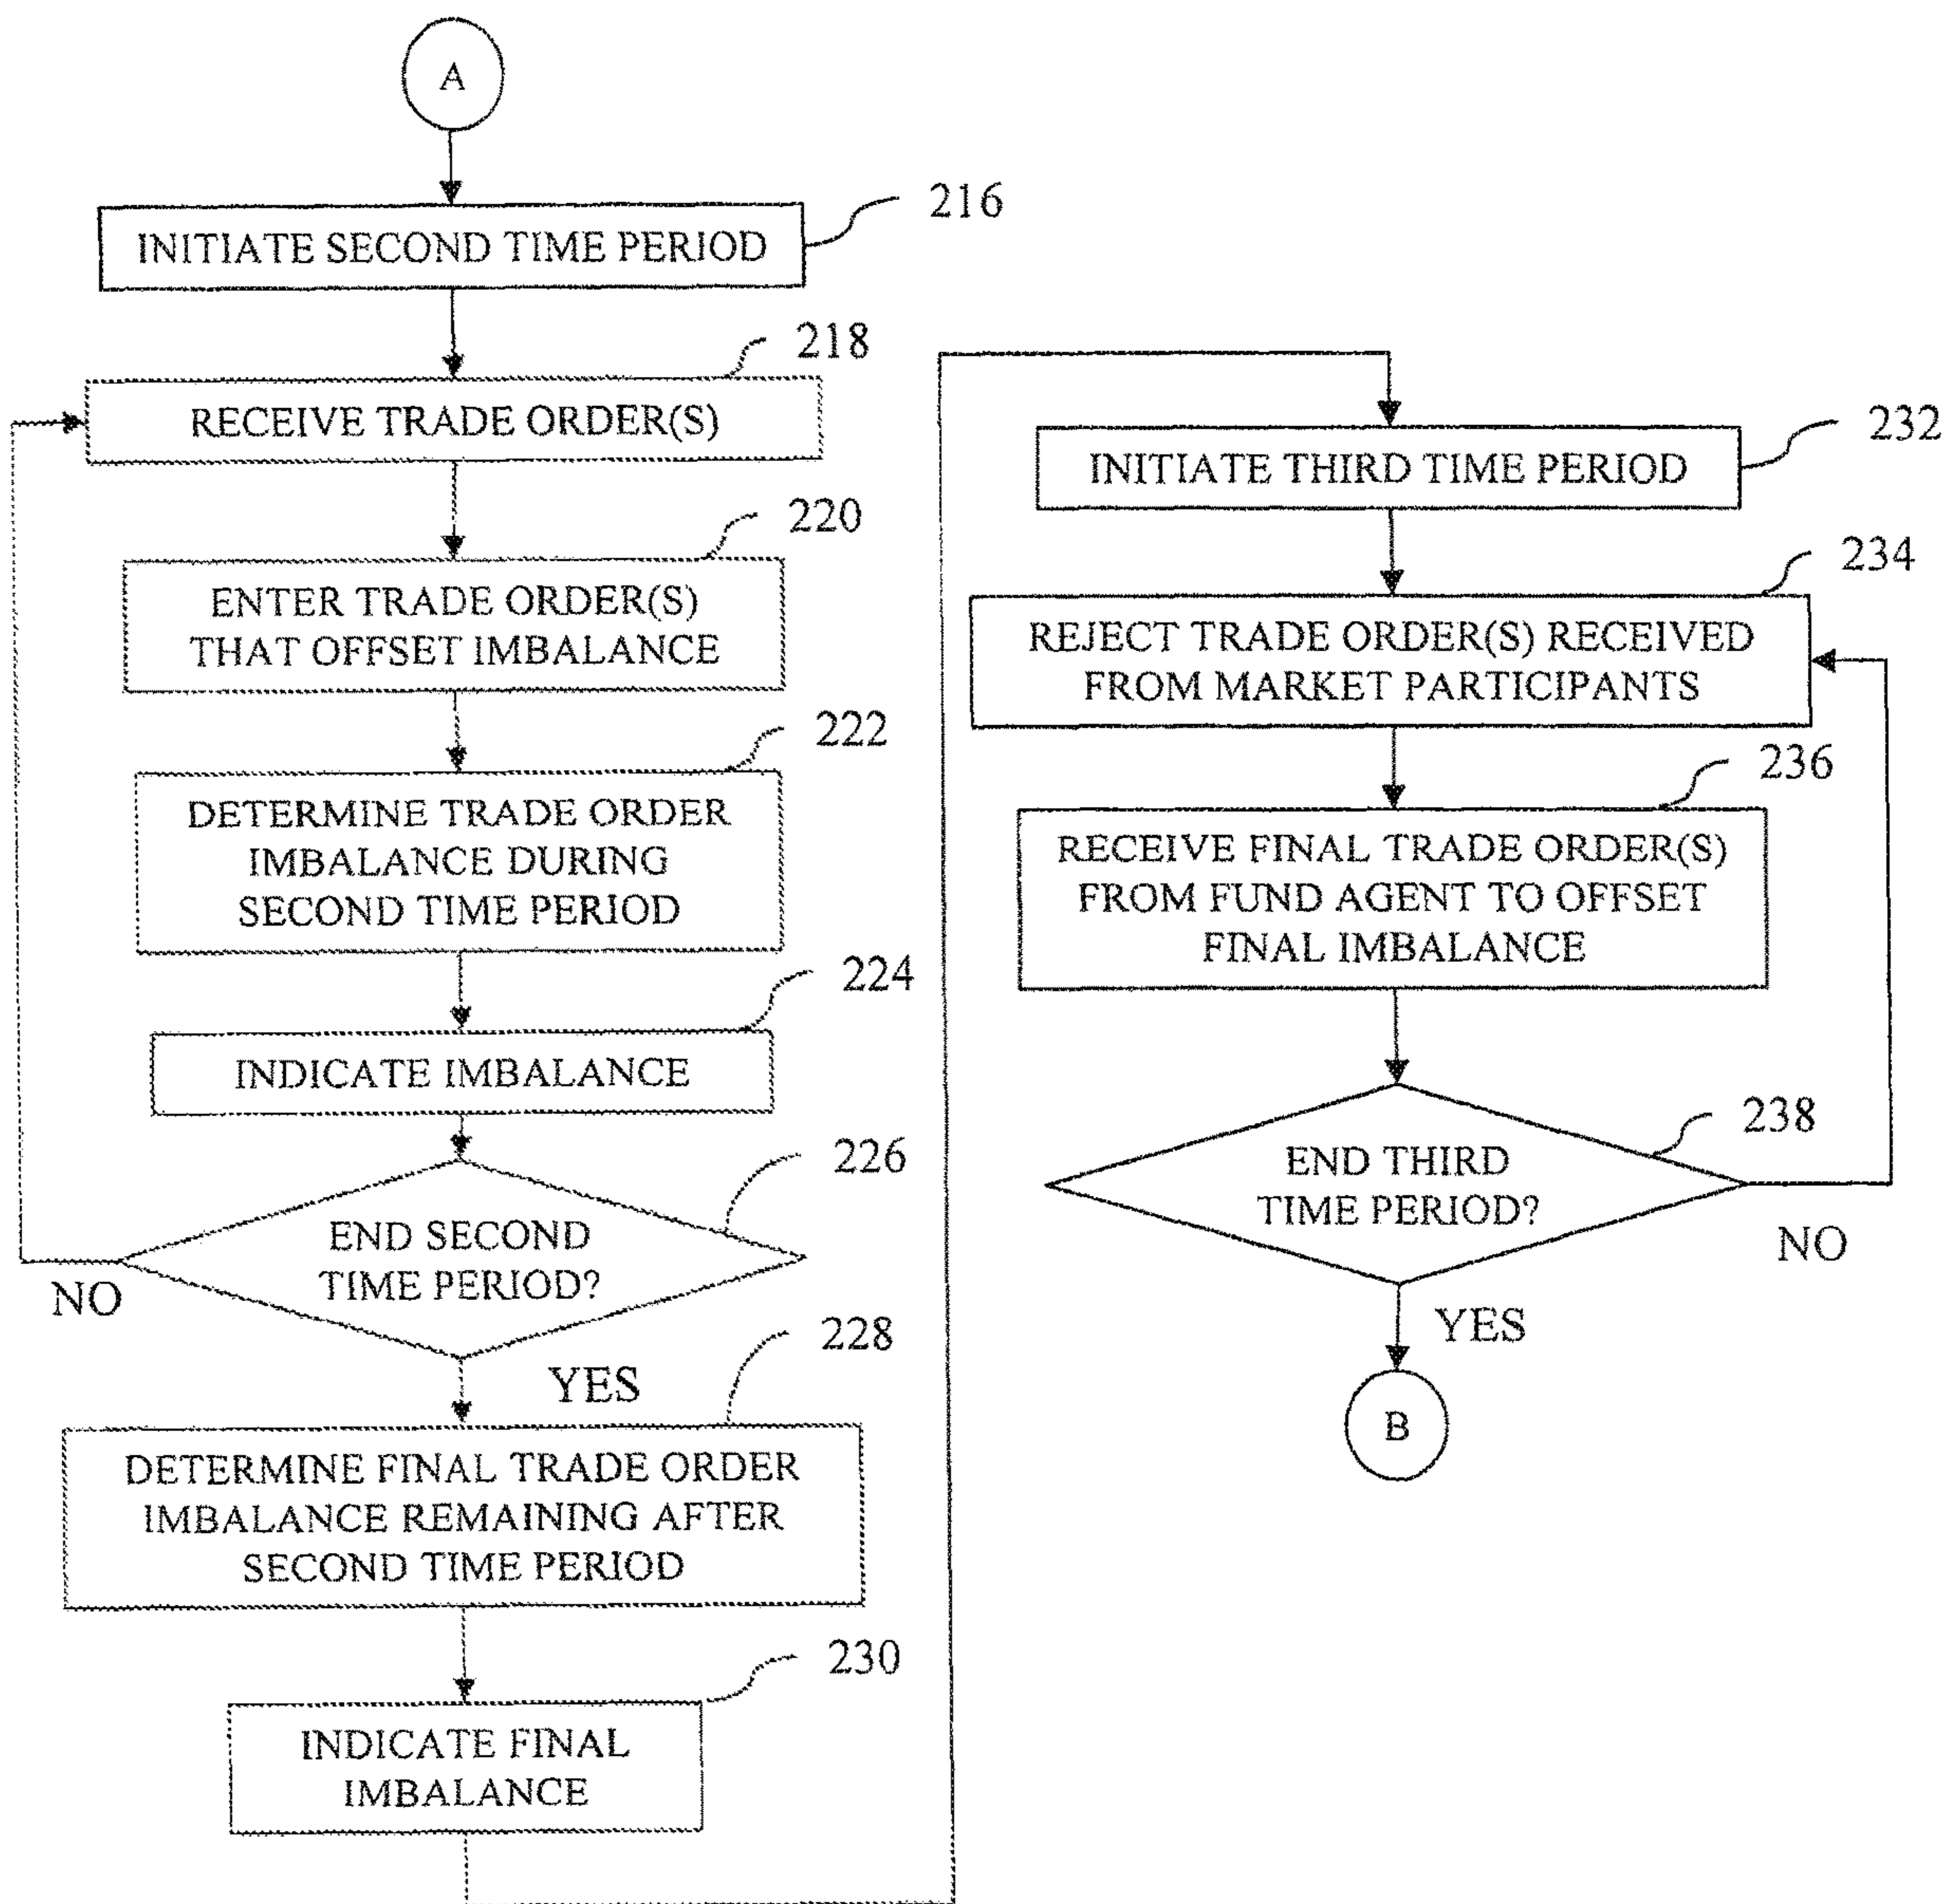 A
216
INITIATE SECOND TIME PERIOD
218
RECEIVE TRADE ORDER(S)
220
ENTER TRADE ORDER(S)
THAT OFFSET IMBALANCE
222
DETERMINE TRADE ORDER
IMBALANCE DURING
SECOND TIME PERIOD
224
INDICATE IMBALANCE
226
END SECOND
TIME PERIOD?
NO
YES
228
DETERMINE FINAL TRADE ORDER
IMBALANCE REMAINING AFTER
SECOND TIME PERIOD
230
INDICATE FINAL
IMBALANCE
232
INITIATE THIRD TIME PERIOD
234
REJECT TRADE ORDER(S) RECEIVED
FROM MARKET PARTICIPANTS
236
RECEIVE FINAL TRADE ORDER(S)
FROM FUND AGENT TO OFFSET
FINAL IMBALANCE
238
END THIRD
TIME PERIOD?
NO
YES
B